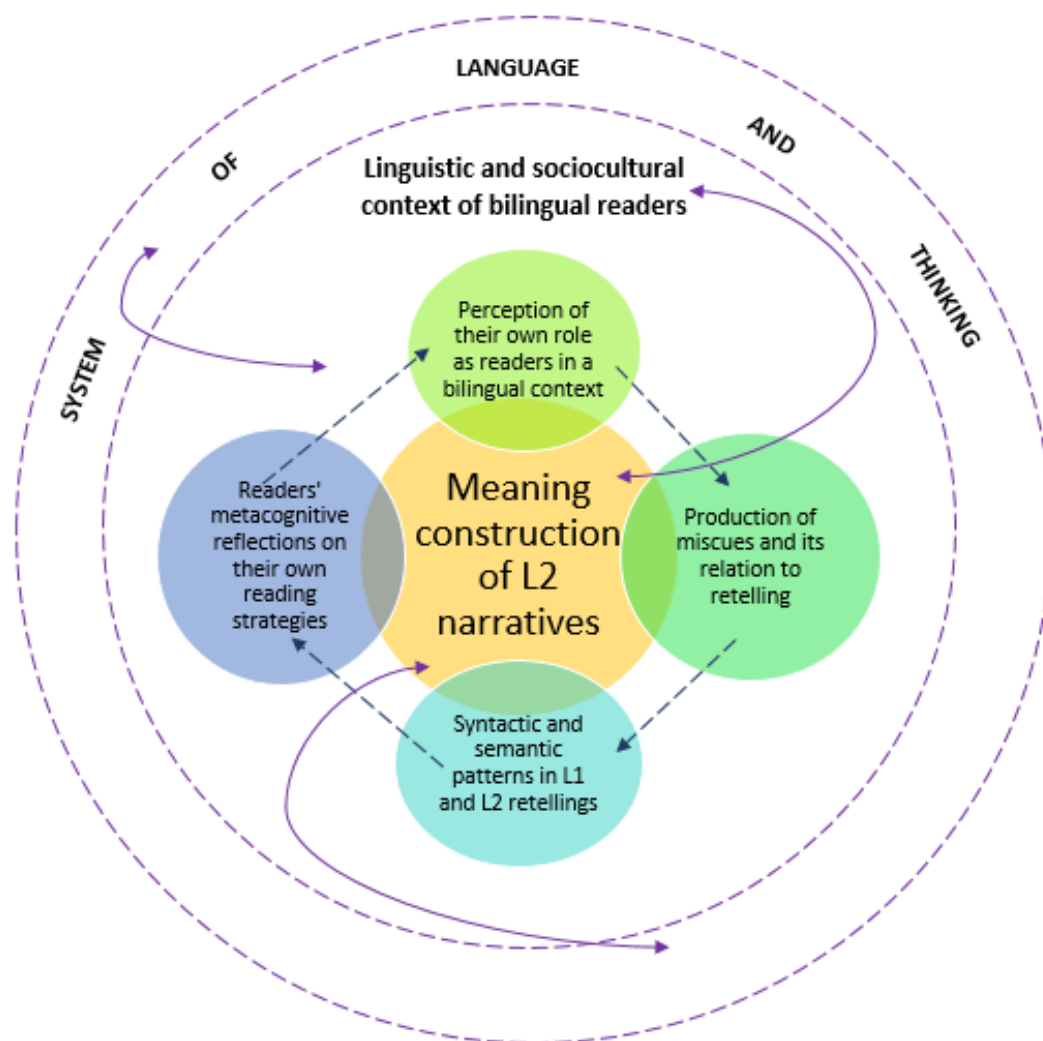 LANGUAGE
AND
OF
THINKING
SYSTEM
Linguistic and sociocultural
context of bilingual readers
Perception of
their own role
as readers in a
bilingual context
Readers'
metacognitive
reflections on
their own
reading
strategies
Meaning
construction
of L2
narratives
Production of
miscues and its
relation to
retelling
Syntactic and
semantic
patterns in L1
and L2 retellings